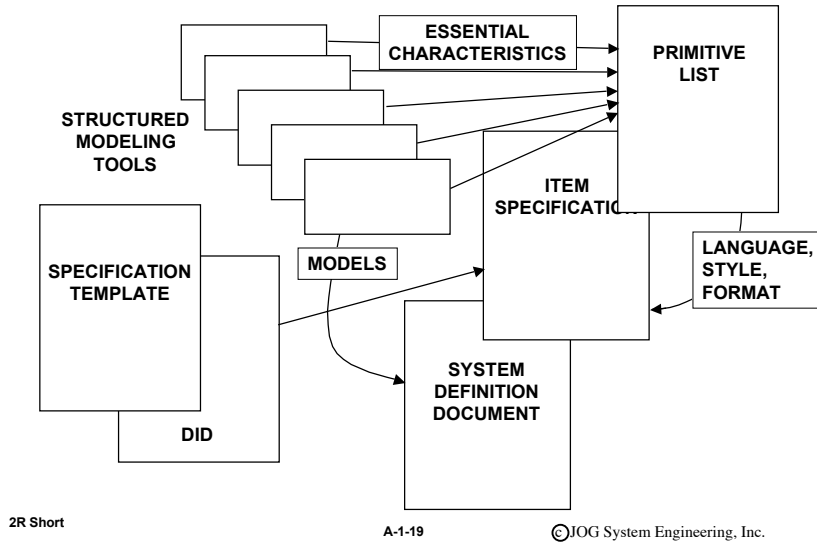 ESSENTIAL
CHARACTERISTICS
PRIMITIVE
LIST
STRUCTURED
MODELING
TOOLS
ITEM
SPECIFICATION
LANGUAGE,
STYLE,
FORMAT
MODELS
SPECIFICATION
TEMPLATE
SYSTEM
DEFINITION
DOCUMENT
DID
2R Short
A-1-19
©JOG System Engineering, Inc.